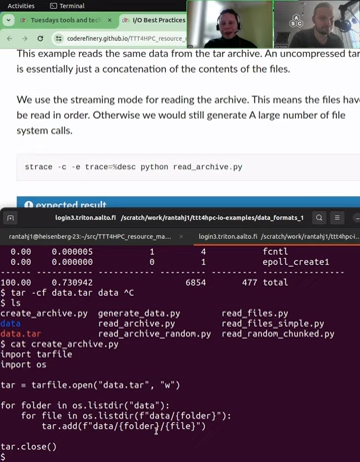 Activities
Terminal
Tuesdays tools and tech
I/O Best Practices
coderefinery.github.io/TTT4HPC_resource_
This example reads the same data from the tar archive. An uncompressed tar
is essentially just a concatenation of the contents of the files.
We use the streaming mode for reading the archive. This means the files have
be read in order. Otherwise we would still generate A large number of file
system calls.
strace -c -e trace=%desc python read_archive.py
expected result
login3.triton.aalto.fi /scratch/work/rantahj1/ttt4hpc-io-examples/data_formats_1
rantahj1@heisenberg-23:~/src/TTT4HPC_resource_ma...
login3.triton.aalto.fi /scratch/work/rantahj1/ttt4hpc-i
0.00 0.000005 1 4 fcntl
0.00 0.000000 0 1 epoll_create1
------ ----------- ----------- --------- --------- ----------------
100.00 0.730942 6854 477 total
$ tar -cf data.tar data ^C
$ ls
create_archive.py generate_data.py read_files.py
data read_archive.py read_files_simple.py
data.tar read_archive_random.py read_random_chunked.py
$ cat create_archive.py
import tarfile
import os
tar = tarfile.open("data.tar", "w")
for folder in os.listdir("data"):
for file in os.listdir(f"data/{folder}"):
tar.add(f"data/{folder}/{file}")
tar.close()
$